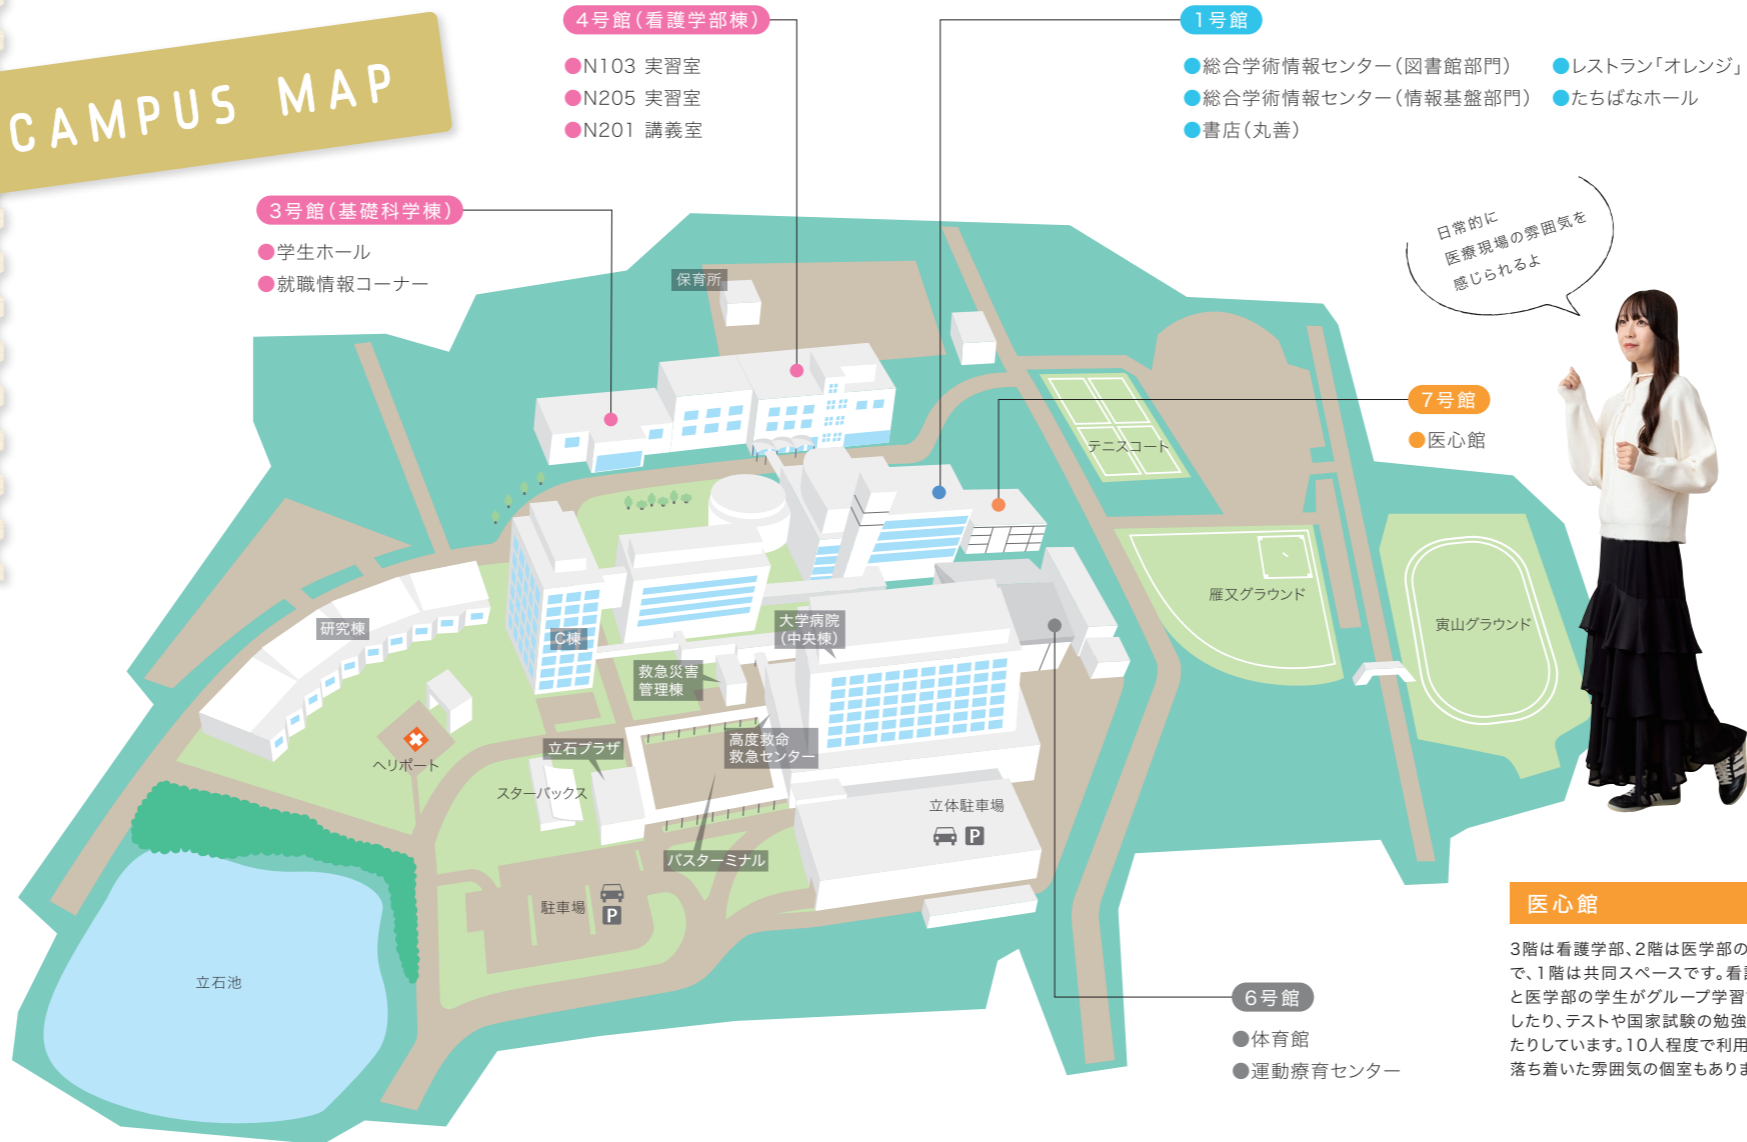 CAMPUS MAP
4号館(看護学部棟)
●N103 実習室
●N205 実習室
●N201 講義室
1号館
●総合学術情報センター(図書館部門)
●総合学術情報センター(情報基盤部門)
●書店(丸善)
●レストラン「オレンジ」
●たちばなホール
3号館(基礎科学棟)
●学生ホール
●就職情報コーナー
日常的に
医療現場の雰囲気を
感じられるよ
保育所
7号館
●医心館
テニスコート
雁又グラウンド
寅山グラウンド
研究棟
C棟
大学病院
(中央棟)
救急災害
管理棟
高度救命
救急センター
立石プラザ
ヘリポート
スターバックス
立体駐車場
P
バスターミナル
駐車場
P
立石池
6号館
●体育館
●運動療育センター
医心館
3階は看護学部、2階は医学部の
で、1階は共同スペースです。看
と医学部の学生がグループ学習
したり、テストや国家試験の勉強
たりしています。10人程度で利用
落ち着いた雰囲気の個室もあり